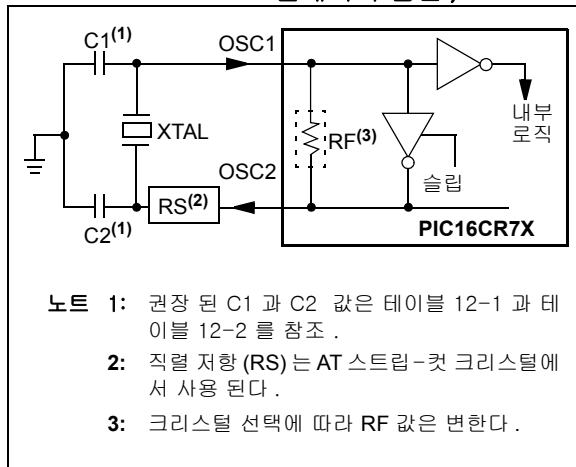 C1(1)
OSC1
XTAL
RF(3)
내부
로직
OSC2
슬립
RS(2)
C2(1)
PIC16CR7X
노트 1: 권장 된 C1 과 C2 값은 테이블 12-1 과 테
이블 12-2 를 참조 .
2: 직렬 저항 (RS) 는 AT 스트립-컷 크리스털에
서 사용 된다 .
3: 크리스털 선택에 따라 RF 값은 변한다 .